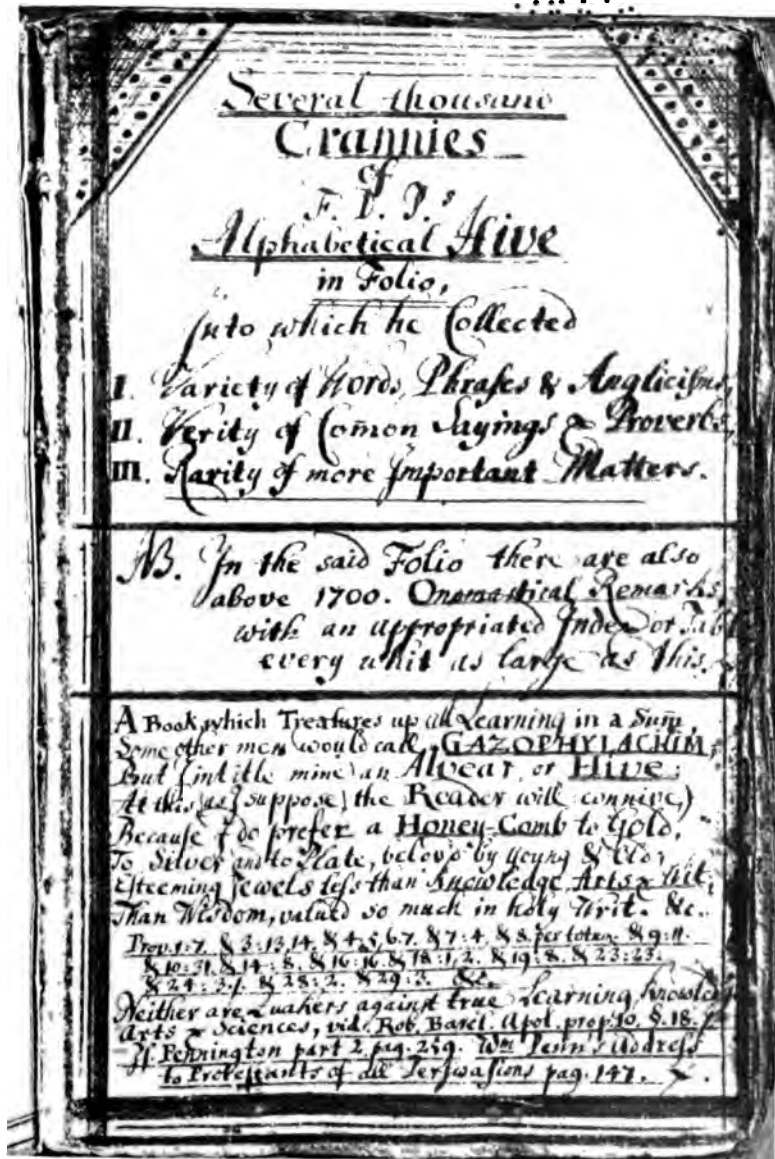 Several thousand
Crannies
of
F. D. P.s
Alphabetical Hive
in Folio,
Into which he Collected
I. Variety of Words, Phrases & Anglicisms,
II. Verity of Com̄on Sayings & Proverbs,
III. Rarity of more Important Matters.
NB. In the said Folio there are also
above 1700. Onomastical Remarks,
with an appropriated Index or Tab
every whit as large as this.
A Book, which Treasures up all Learning in a Sum̄,
Some other men would call, GAZOPHYLACIUM;
But I intitle mine an Alvear, or Hive;
At this (as I suppose) the Reader will connive,)
Because I do prefer a Honey-Comb to Gold,
To Silver and to Plate, belov'd by young & Old;
Esteeming Jewels less than Knowledge, Arts & Wit,
Than Wisdom, valued so much in holy Writ. &c.
Prov. 1:7. & 3:13,14. & 4:5,6,7. & 7:4. & 8. per totum. & 9:11.
& 10:31. & 14:8. & 16:16. & 18:1,2. & 19:8. & 23:23.
& 24:3. & 28:2. & 29:3. &c.
Neither are Quakers against true Learning, Knowledg
Arts & Sciences, vid. Rob. Barcl. Apol. prop. 10. §. 18.
Is. Pennington part 2. pag. 259. Wm Penn's Address
to Protestants of all Perswasions pag. 147.